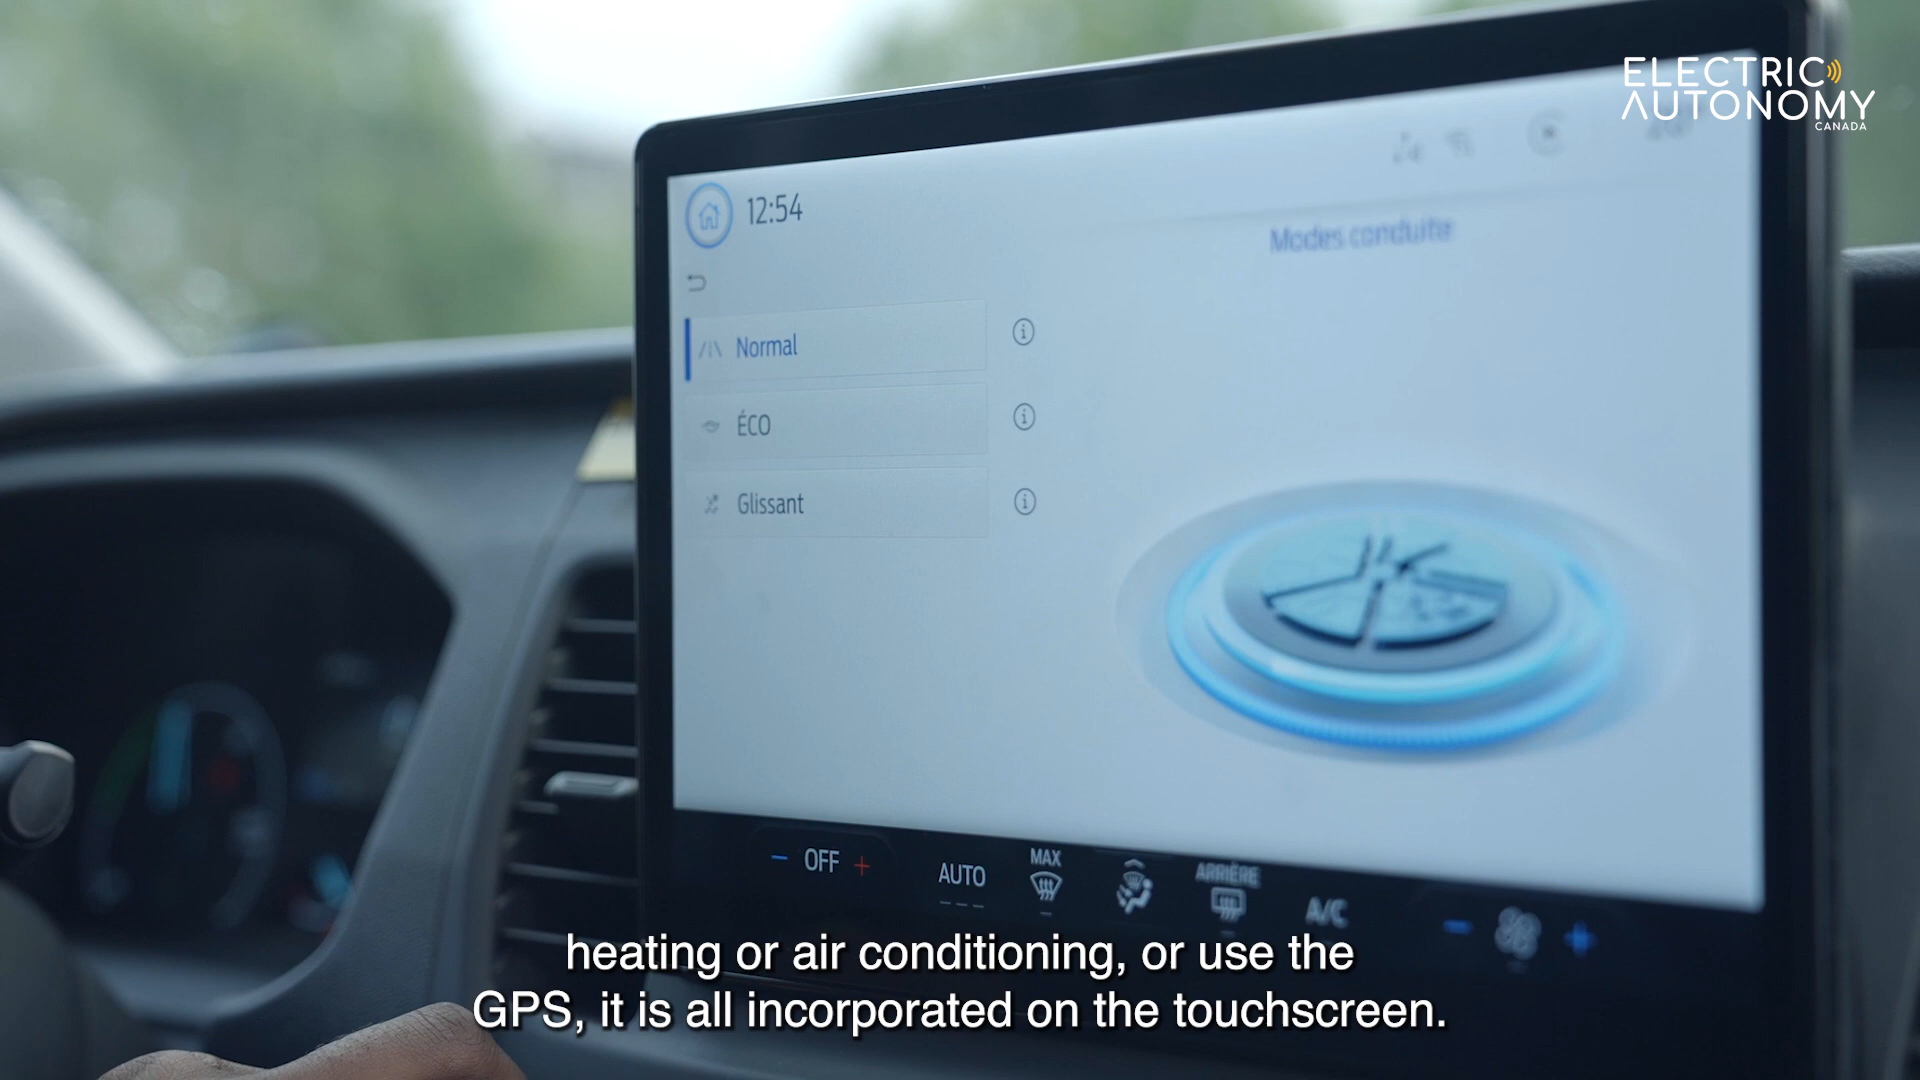 ELECTRIC
AUTONOMY
CANADA
12:54
Modes conduite
Normal
ÉCO
Glissant
OFF
AUTO
MAX
ARRIÈRE
A/C
heating or air conditioning, or use the
GPS, it is all incorporated on the touchscreen.